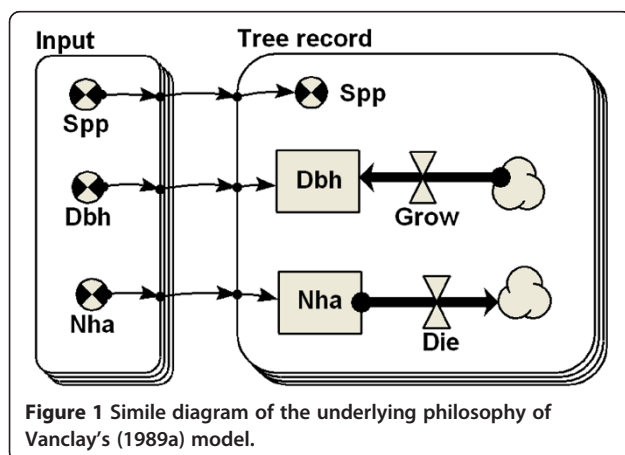 Input
Tree record
Spp
Spp
Dbh
Dbh
Grow
Nha
Nha
Die
Figure 1 Simile diagram of the underlying philosophy of
Vanclay's (1989a) model.